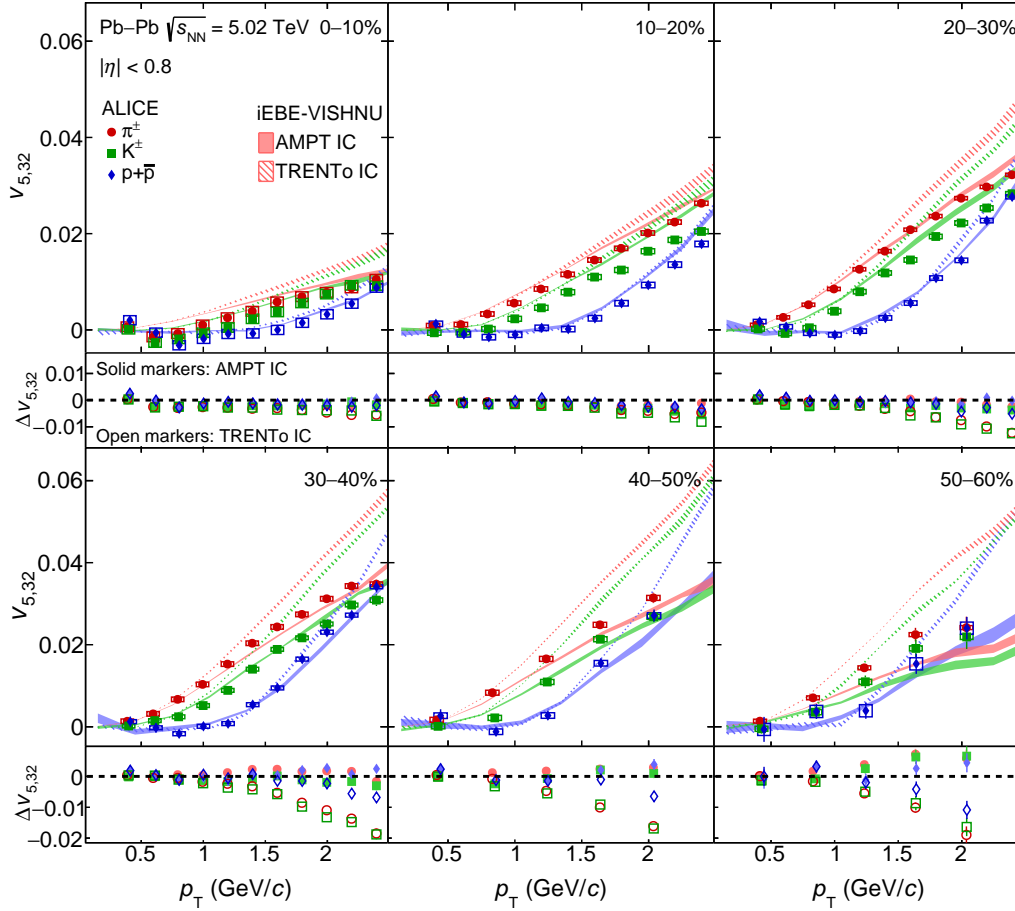 Pb–Pb √s_NN = 5.02 TeV 0–10%
10–20%
20–30%
|η| < 0.8
ALICE
π±
K±
p+p̅
iEBE-VISHNU
AMPT IC
TRENTo IC
v5,32
0.06
0.04
0.02
0
Solid markers: AMPT IC
Open markers: TRENTo IC
Δv5,32
0.01
0
−0.01
30–40%
40–50%
50–60%
v5,32
0.06
0.04
0.02
0
Δv5,32
0
−0.01
−0.02
0.5 1 1.5 2
0.5 1 1.5 2
0.5 1 1.5 2
pT (GeV/c)
pT (GeV/c)
pT (GeV/c)